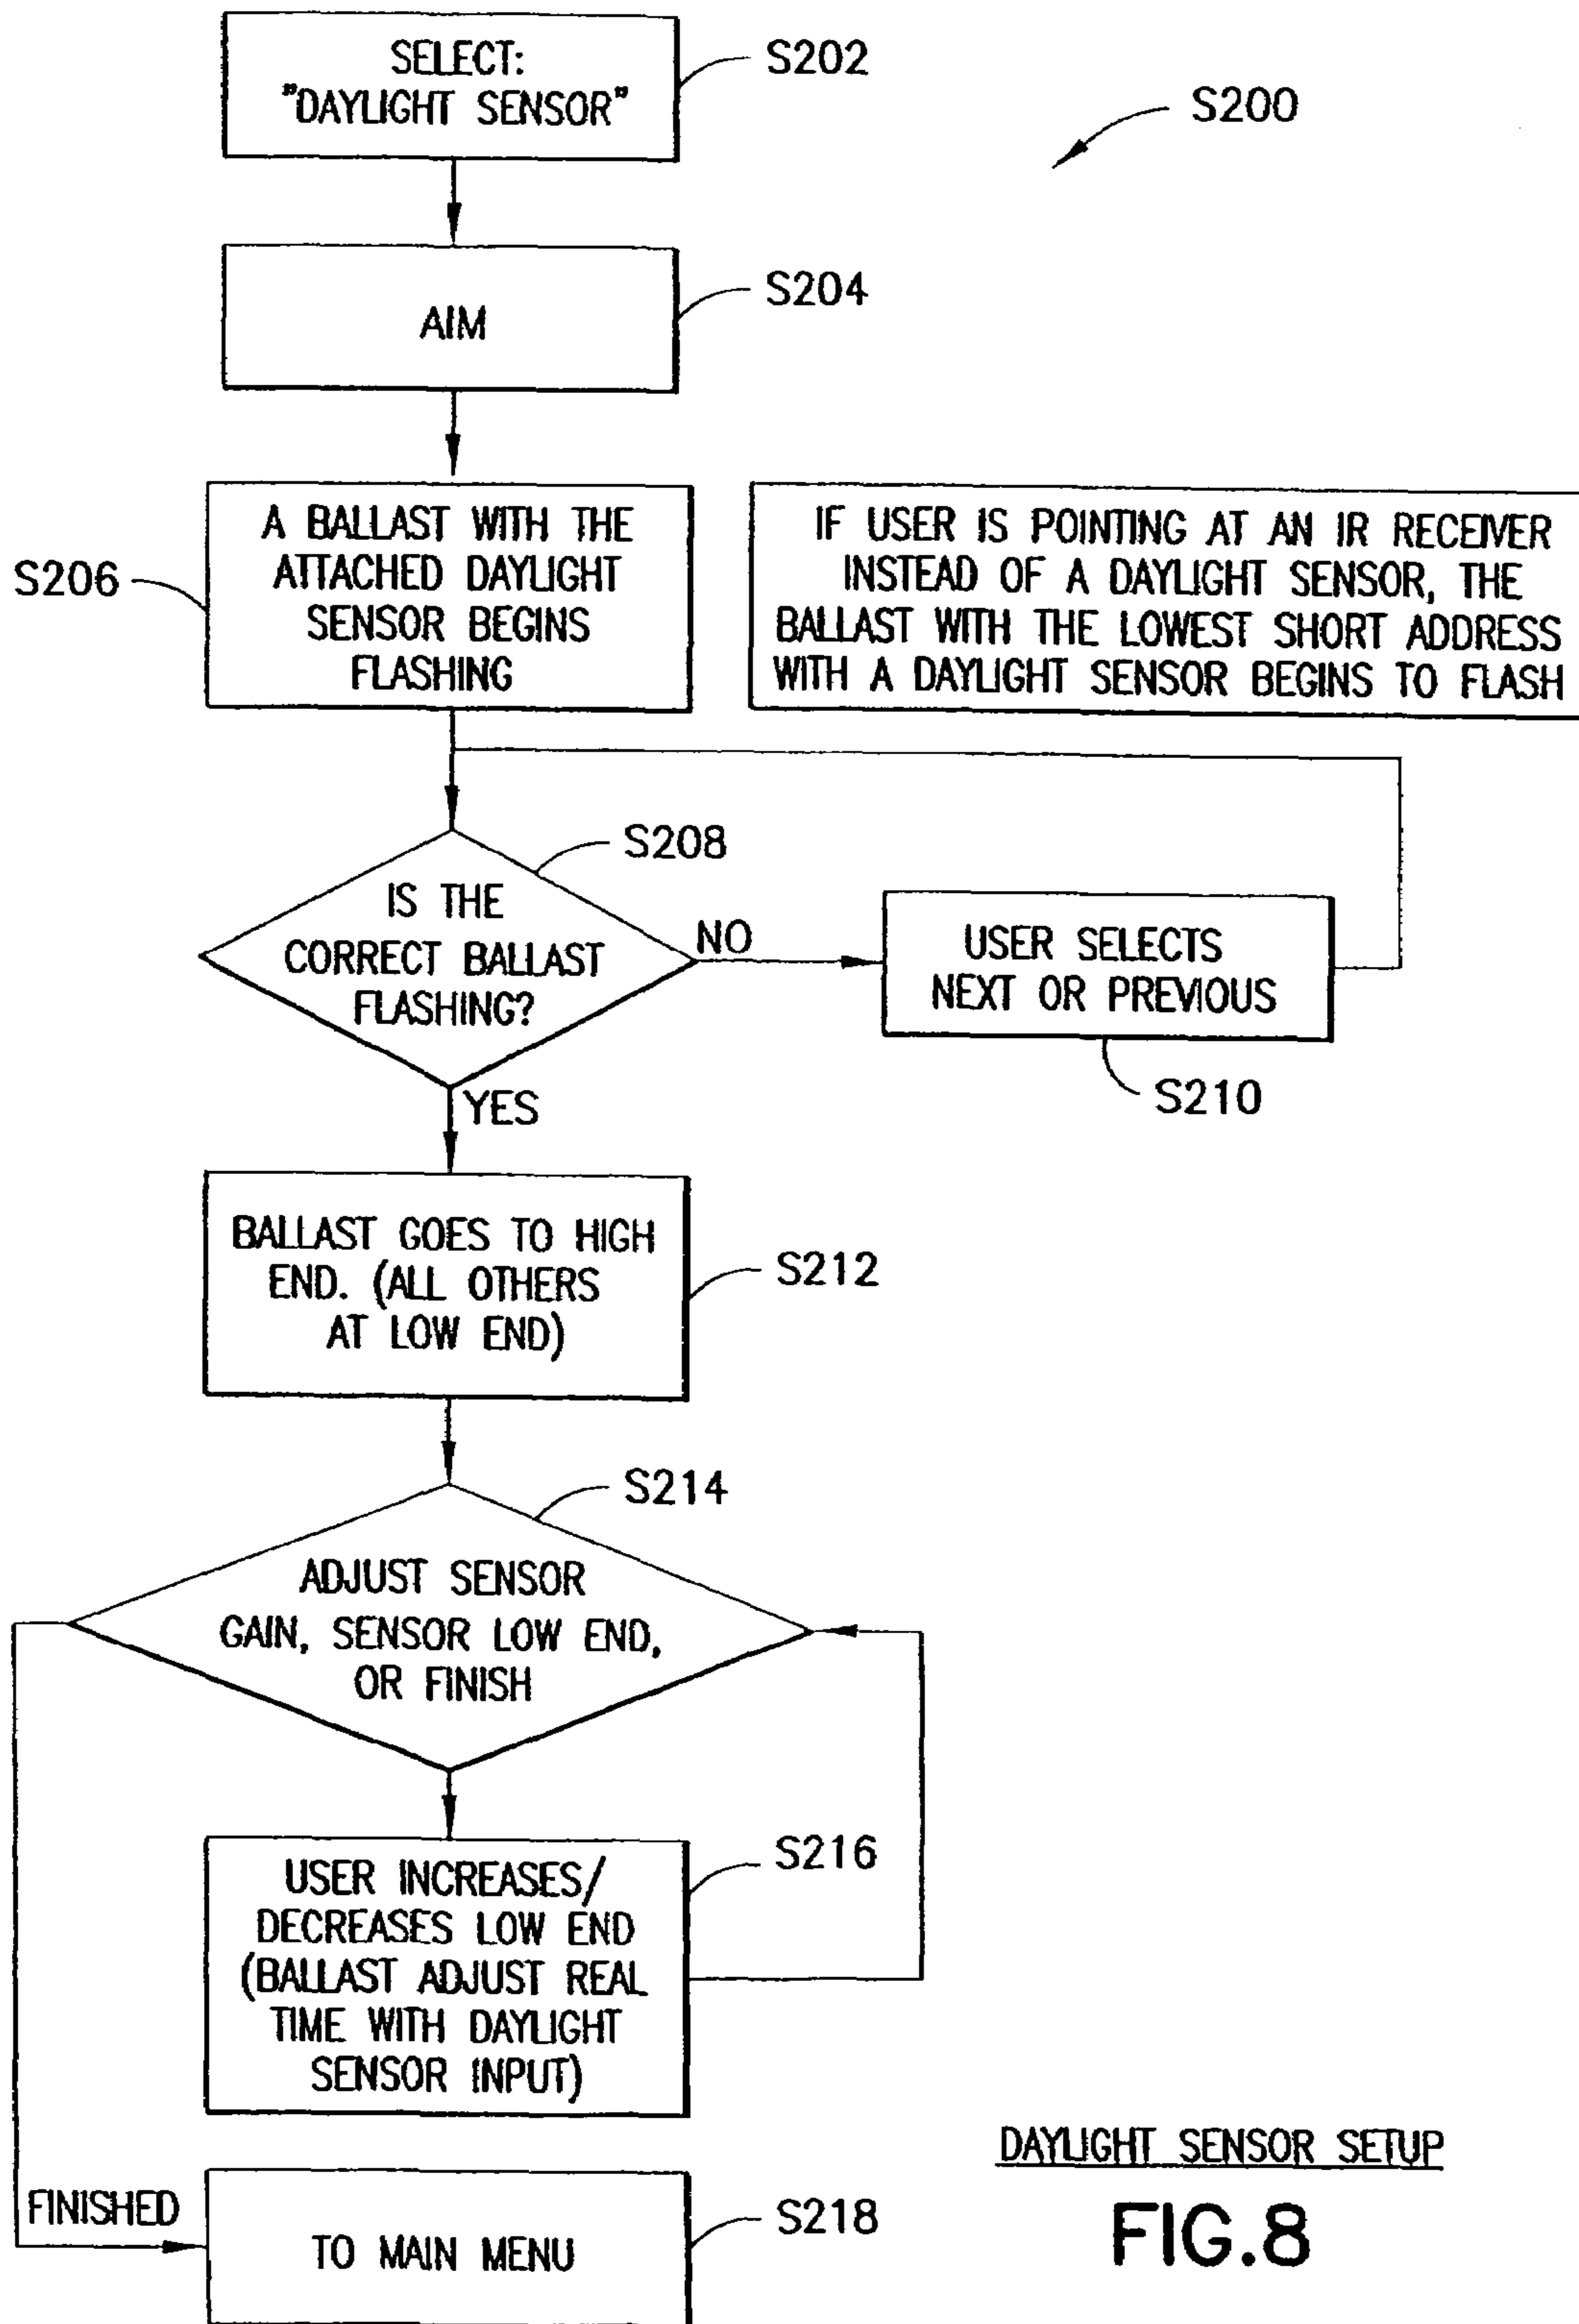 SELECT:
"DAYLIGHT SENSOR"
S202
S200
AIM
S204
A BALLAST WITH THE
ATTACHED DAYLIGHT
SENSOR BEGINS
FLASHING
S206
IF USER IS POINTING AT AN IR RECEIVER
INSTEAD OF A DAYLIGHT SENSOR, THE
BALLAST WITH THE LOWEST SHORT ADDRESS
WITH A DAYLIGHT SENSOR BEGINS TO FLASH
S208
IS THE
CORRECT BALLAST
FLASHING?
NO
USER SELECTS
NEXT OR PREVIOUS
S210
YES
BALLAST GOES TO HIGH
END. (ALL OTHERS
AT LOW END)
S212
S214
ADJUST SENSOR
GAIN, SENSOR LOW END,
OR FINISH
USER INCREASES/
DECREASES LOW END
(BALLAST ADJUST REAL
TIME WITH DAYLIGHT
SENSOR INPUT)
S216
FINISHED
TO MAIN MENU
S218
DAYLIGHT SENSOR SETUP
FIG.8